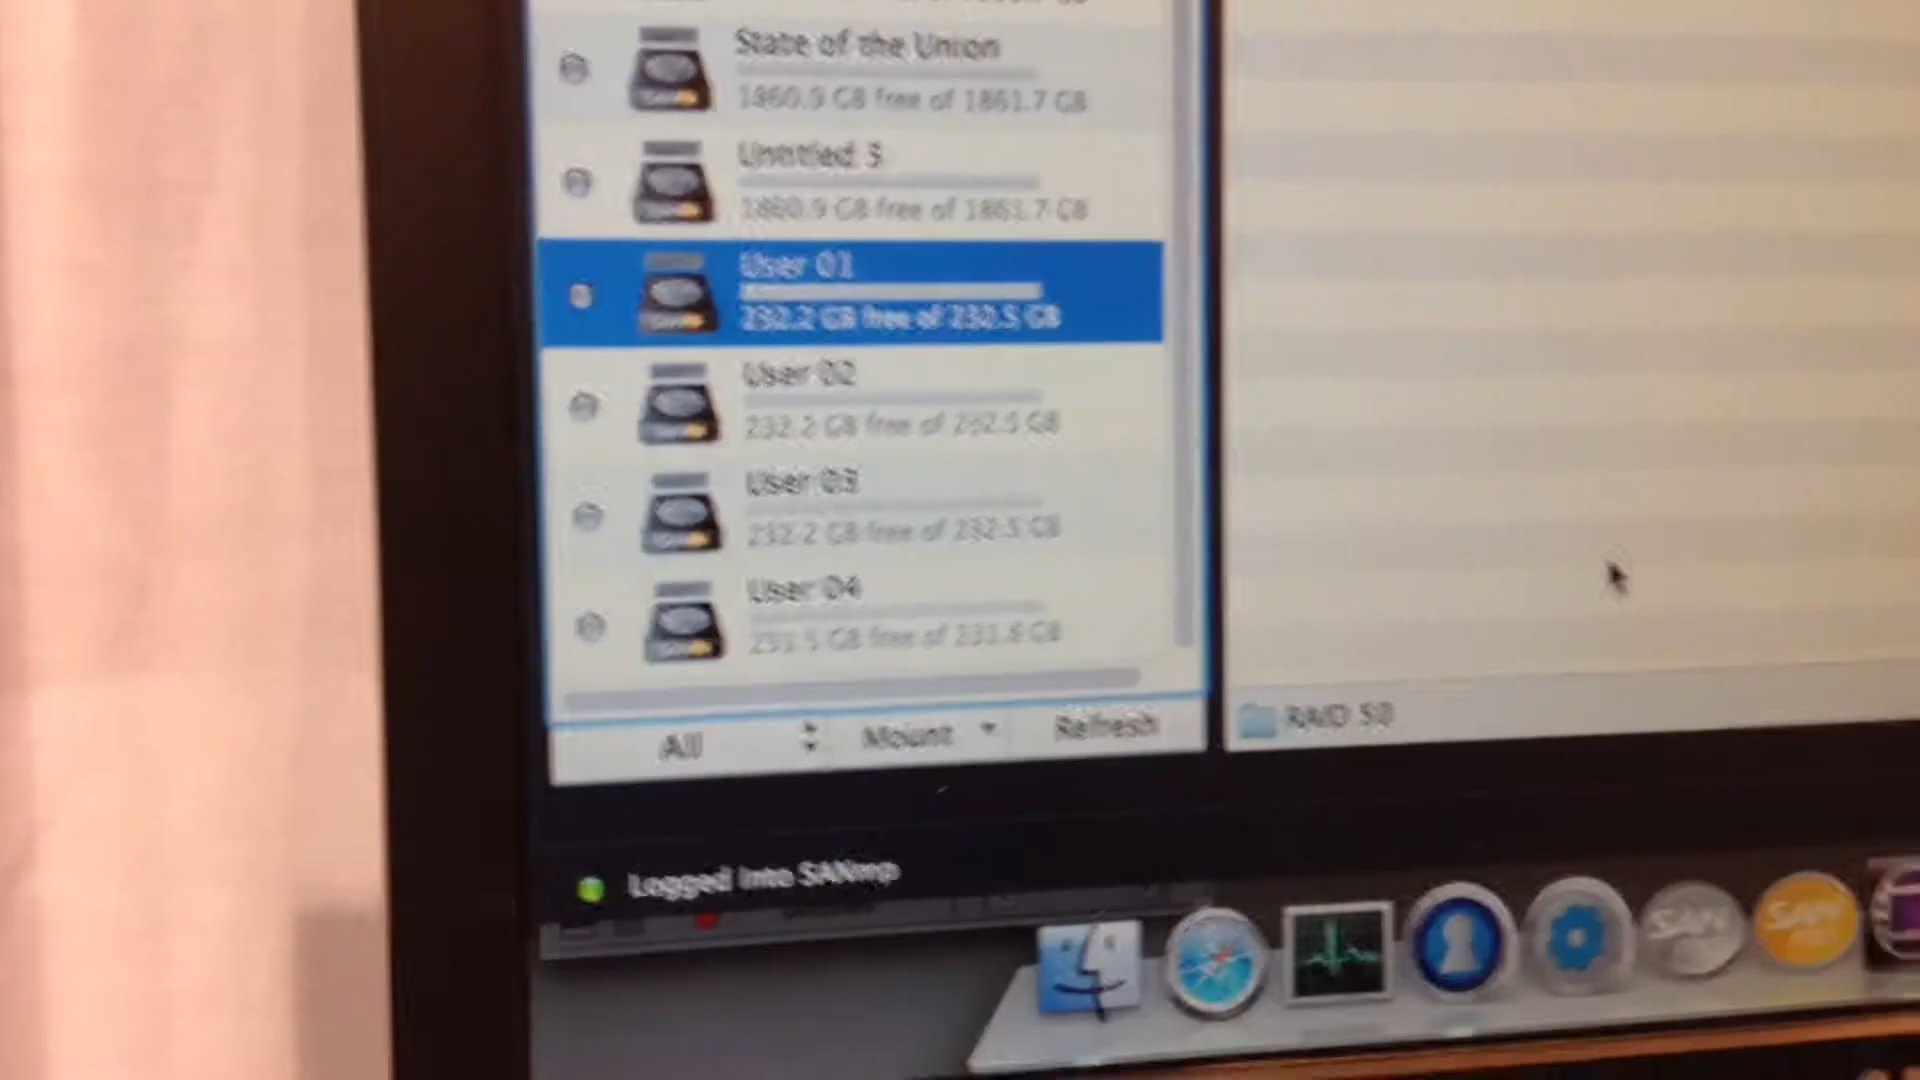 State of the Union
1860.9 GB free of 1861.7 GB
Untitled 3
1860.9 GB free of 1861.7 GB
User 01
232.2 GB free of 232.5 GB
User 02
232.2 GB free of 232.5 GB
User 03
232.2 GB free of 232.5 GB
User 04
231.5 GB free of 231.8 GB
All Mount Refresh
RAID 50
Logged into SANmp
SAN
SAN